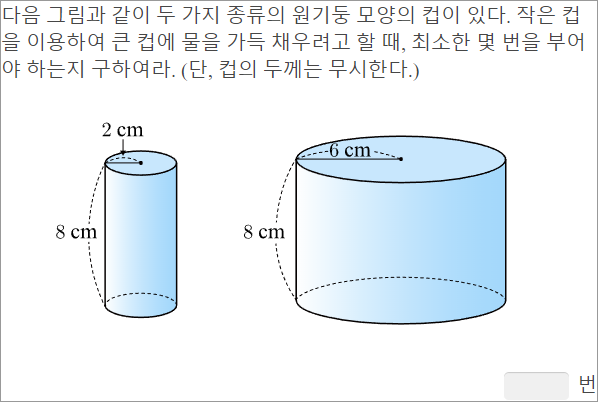 다음 그림과 같이 두 가지 종류의 원기둥 모양의 컵이 있다. 작은 컵
을 이용하여 큰 컵에 물을 가득 채우려고 할 때, 최소한 몇 번을 부어
야 하는지 구하여라. (단, 컵의 두께는 무시한다.)
2 cm
6 cm
8 cm
8 cm
번